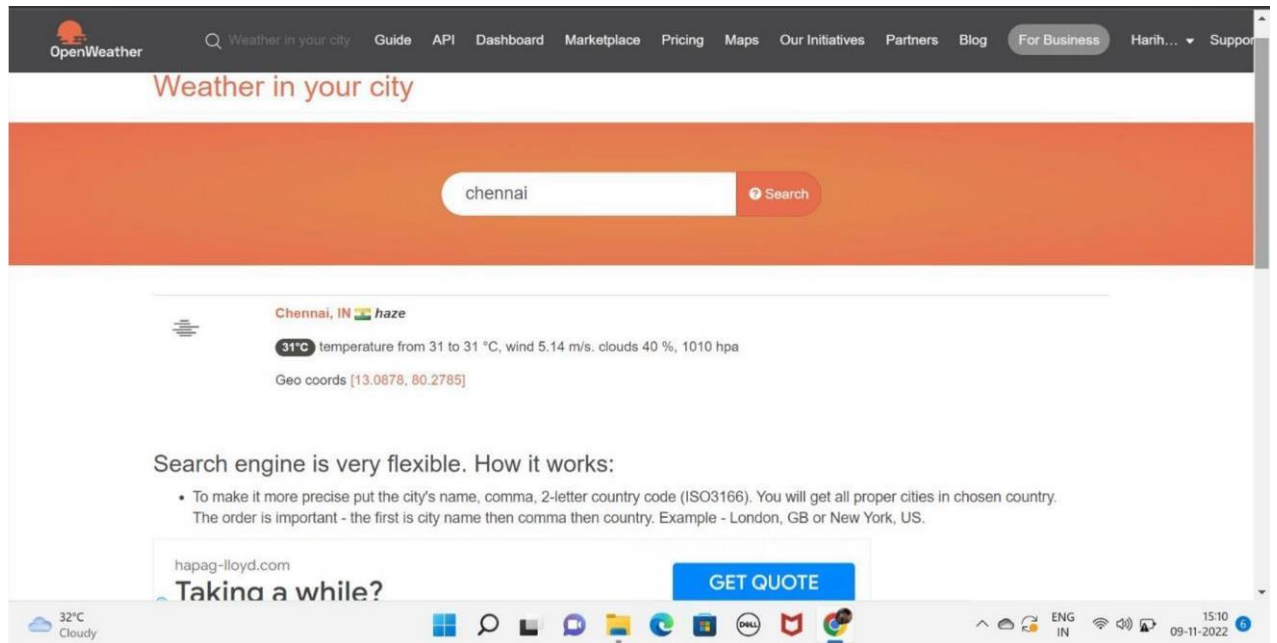 OpenWeather
Weather in your city Guide API Dashboard Marketplace Pricing Maps Our Initiatives Partners Blog For Business Harih... Suppor
Weather in your city
chennai
Search
Chennai, IN haze
31°C temperature from 31 to 31 °C, wind 5.14 m/s. clouds 40 %, 1010 hpa
Geo coords [13.0878, 80.2785]
Search engine is very flexible. How it works:
• To make it more precise put the city's name, comma, 2-letter country code (ISO3166). You will get all proper cities in chosen country.
The order is important - the first is city name then comma then country. Example - London, GB or New York, US.
hapag-lloyd.com
Taking a while?
GET QUOTE
32°C
Cloudy
DELL
ENG
IN
15:10
09-11-2022
6